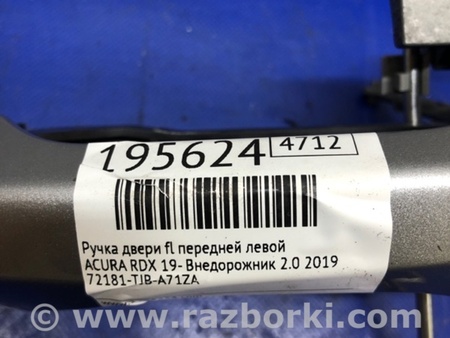 195624 4712
Ручка двери fl передней левой
ACURA RDX 19- Внедорожник 2.0 2019
72181-TJB-A71ZA
www.razborki.com